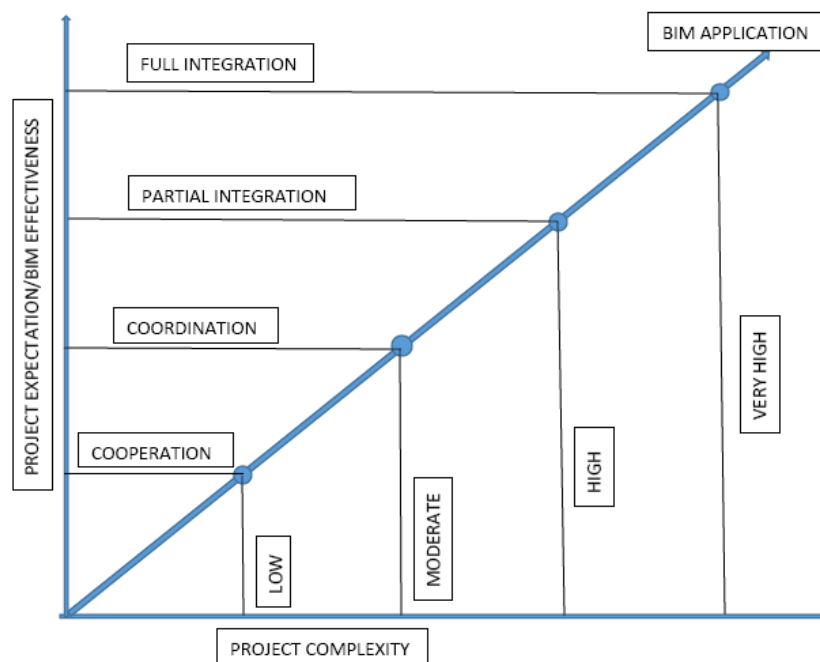 BIM APPLICATION
FULL INTEGRATION
PARTIAL INTEGRATION
COORDINATION
COOPERATION
PROJECT EXPECTATION/BIM EFFECTIVENESS
LOW
MODERATE
HIGH
VERY HIGH
PROJECT COMPLEXITY